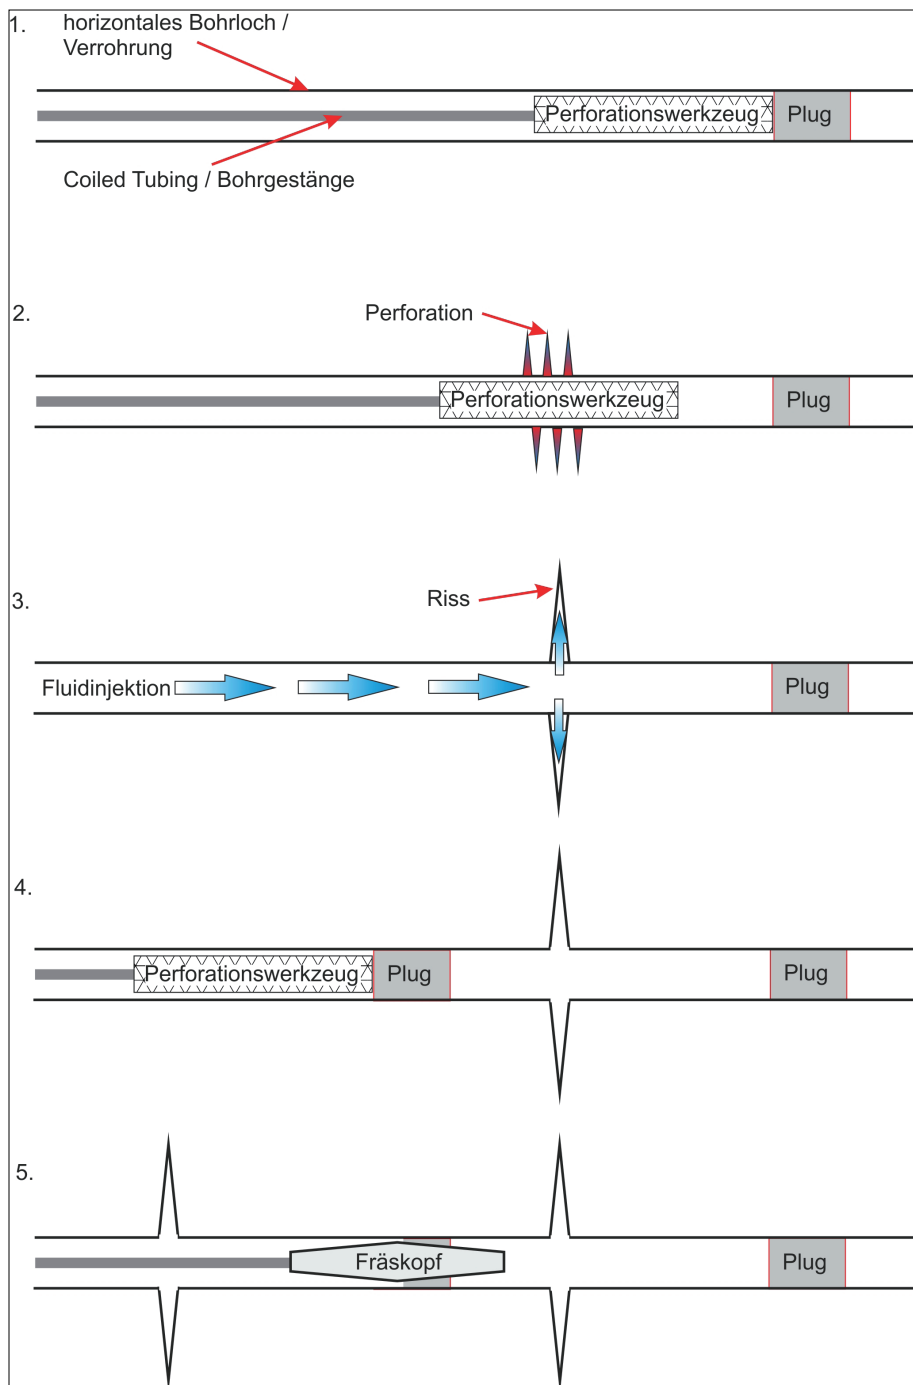 1.
horizontales Bohrloch /
Verrohrung
Perforationswerkzeug
Plug
Coiled Tubing / Bohrgestänge
2.
Perforation
Perforationswerkzeug
Plug
3.
Riss
Fluidinjektion
Plug
4.
Perforationswerkzeug
Plug
Plug
5.
Fräskopf
Plug